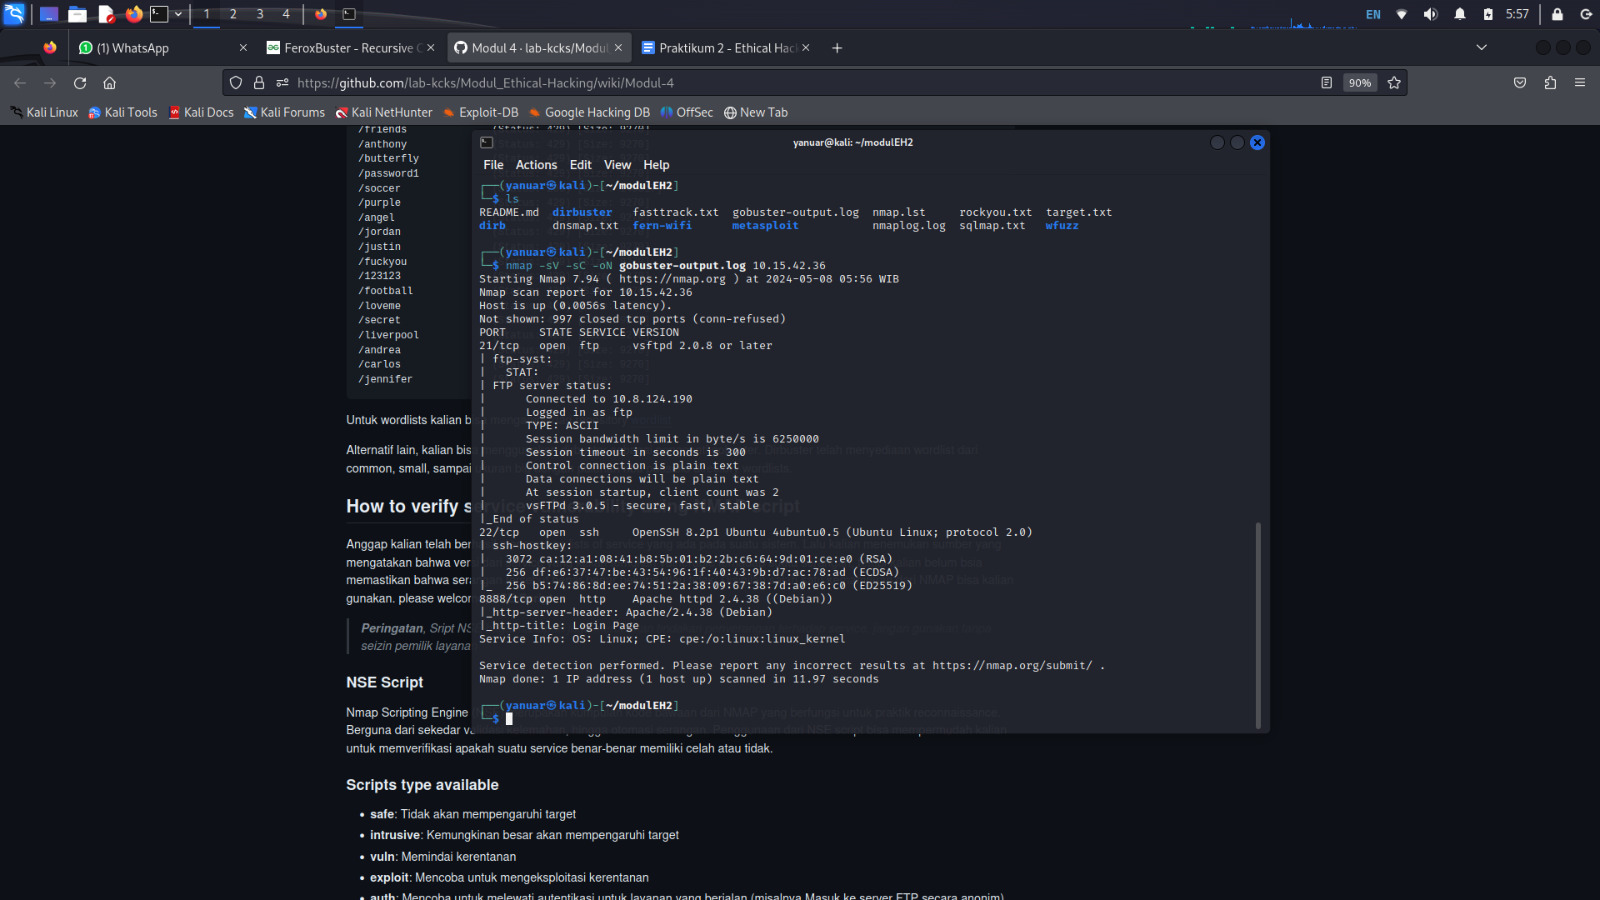 1 2 3 4 EN 5:57
(1) WhatsApp
FeroxBuster - Recursive C
Modul 4 · lab-kcks/Modul
Praktikum 2 - Ethical Hac
https://github.com/lab-kcks/Modul_Ethical-Hacking/wiki/Modul-4 90%
Kali Linux Kali Tools Kali Docs Kali Forums Kali NetHunter Exploit-DB Google Hacking DB OffSec New Tab
/friends
/anthony
/butterfly
/password1
/soccer
/purple
/angel
/jordan
/justin
/fuckyou
/123123
/football
/loveme
/secret
/liverpool
/andrea
/carlos
/jennifer
Untuk wordlists kalian b
Alternatif lain, kalian bis
common, small, sampai
How to verify s
Anggap kalian telah ber
mengatakan bahwa ver
memastikan bahwa sera
gunakan. please welcon
Peringatan, Sript NS
seizin pemilik layana
NSE Script
Nmap Scripting Engine
Berguna dari sekedar va
untuk memverifikasi apakah suatu service benar-benar memiliki celah atau tidak.
Scripts type available
• safe: Tidak akan mempengaruhi target
• intrusive: Kemungkinan besar akan mempengaruhi target
• vuln: Memindai kerentanan
• exploit: Mencoba untuk mengeksploitasi kerentanan
• auth: Mencoba untuk melewati autentikasi untuk layanan yang berjalan (misalnya Masuk ke server FTP secara anonim)
yanuar@kali: ~/modulEH2
File Actions Edit View Help
┌──(yanuar㉿kali)-[~/modulEH2]
└─$ ls
README.md dirbuster fasttrack.txt gobuster-output.log nmap.lst rockyou.txt target.txt
dirb dnsmap.txt fern-wifi metasploit nmaplog.log sqlmap.txt wfuzz
┌──(yanuar㉿kali)-[~/modulEH2]
└─$ nmap -sV -sC -oN gobuster-output.log 10.15.42.36
Starting Nmap 7.94 ( https://nmap.org ) at 2024-05-08 05:56 WIB
Nmap scan report for 10.15.42.36
Host is up (0.0056s latency).
Not shown: 997 closed tcp ports (conn-refused)
PORT STATE SERVICE VERSION
21/tcp open ftp vsftpd 2.0.8 or later
| ftp-syst:
| STAT:
| FTP server status:
| Connected to 10.8.124.190
| Logged in as ftp
| TYPE: ASCII
| Session bandwidth limit in byte/s is 6250000
| Session timeout in seconds is 300
| Control connection is plain text
| Data connections will be plain text
| At session startup, client count was 2
| vsFTPd 3.0.5 - secure, fast, stable
|_End of status
22/tcp open ssh OpenSSH 8.2p1 Ubuntu 4ubuntu0.5 (Ubuntu Linux; protocol 2.0)
| ssh-hostkey:
| 3072 ca:12:a1:08:41:b8:5b:01:b2:2b:c6:64:9d:01:ce:e0 (RSA)
| 256 df:e6:37:47:be:43:54:96:1f:40:43:9b:d7:ac:78:ad (ECDSA)
|_ 256 b5:74:86:8d:ee:74:51:2a:38:09:67:38:7d:a0:e6:c0 (ED25519)
8888/tcp open http Apache httpd 2.4.38 ((Debian))
|_http-server-header: Apache/2.4.38 (Debian)
|_http-title: Login Page
Service Info: OS: Linux; CPE: cpe:/o:linux:linux_kernel
Service detection performed. Please report any incorrect results at https://nmap.org/submit/ .
Nmap done: 1 IP address (1 host up) scanned in 11.97 seconds
┌──(yanuar㉿kali)-[~/modulEH2]
└─$